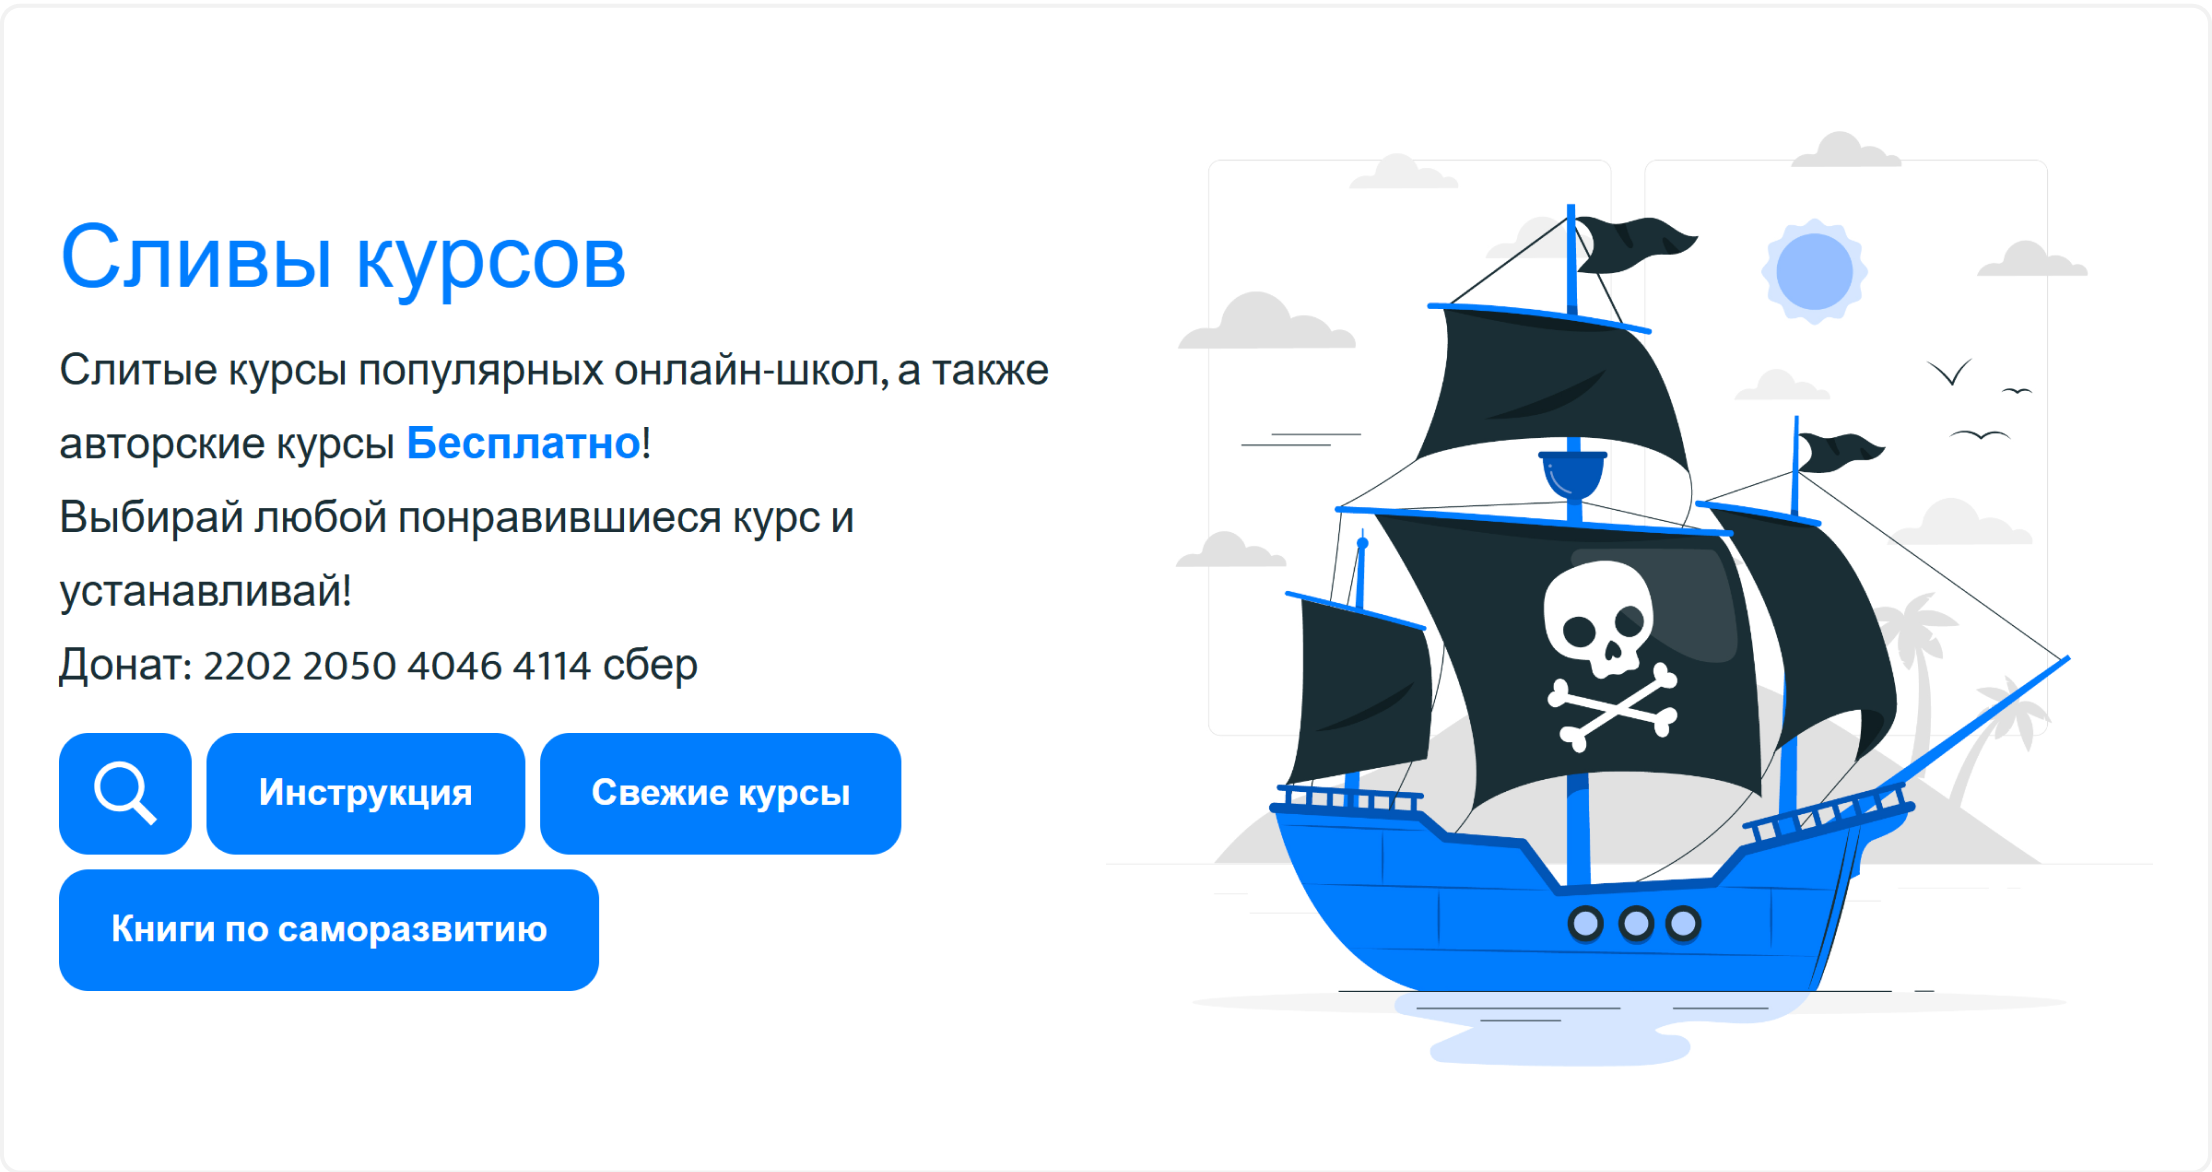 Сливы курсов
Слитые курсы популярных онлайн-школ, а также
авторские курсы Бесплатно!
Выбирай любой понравившиеся курс и
устанавливай!
Донат: 2202 2050 4046 4114 сбер
Инструкция
Свежие курсы
Книги по саморазвитию